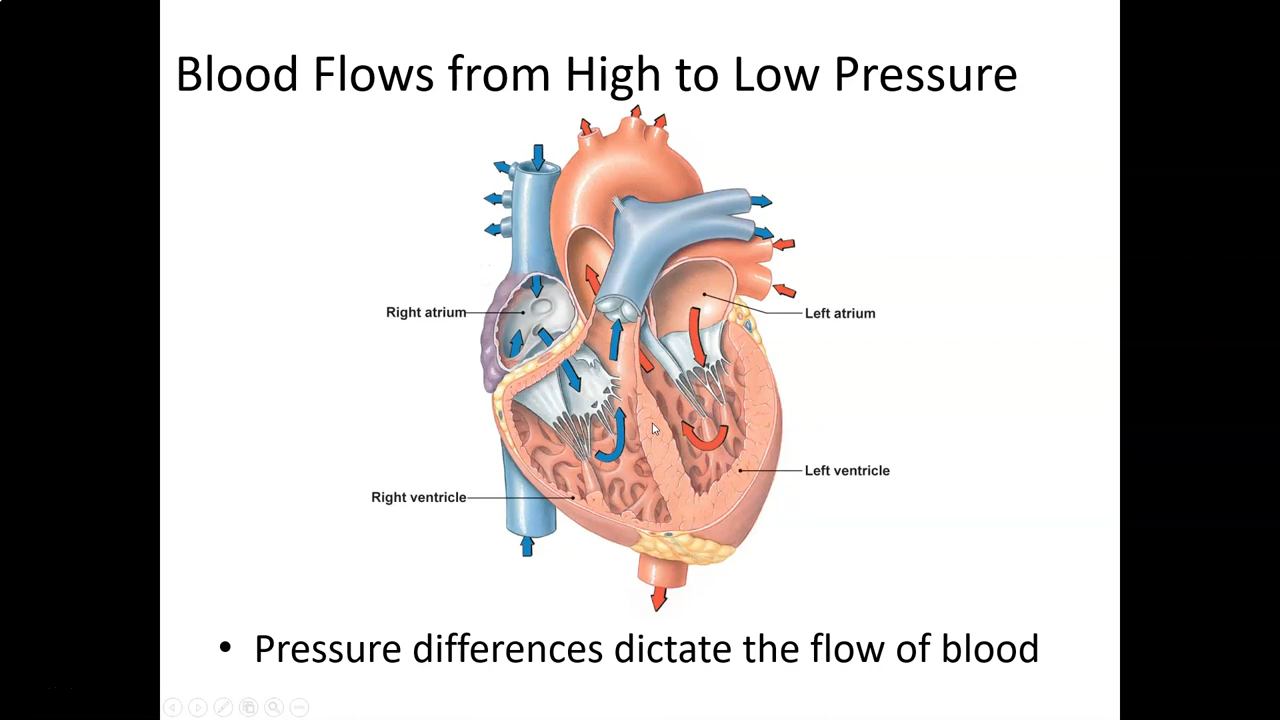 Blood Flows from High to Low Pressure
Right atrium
Left atrium
Left ventricle
Right ventricle
• Pressure differences dictate the flow of blood